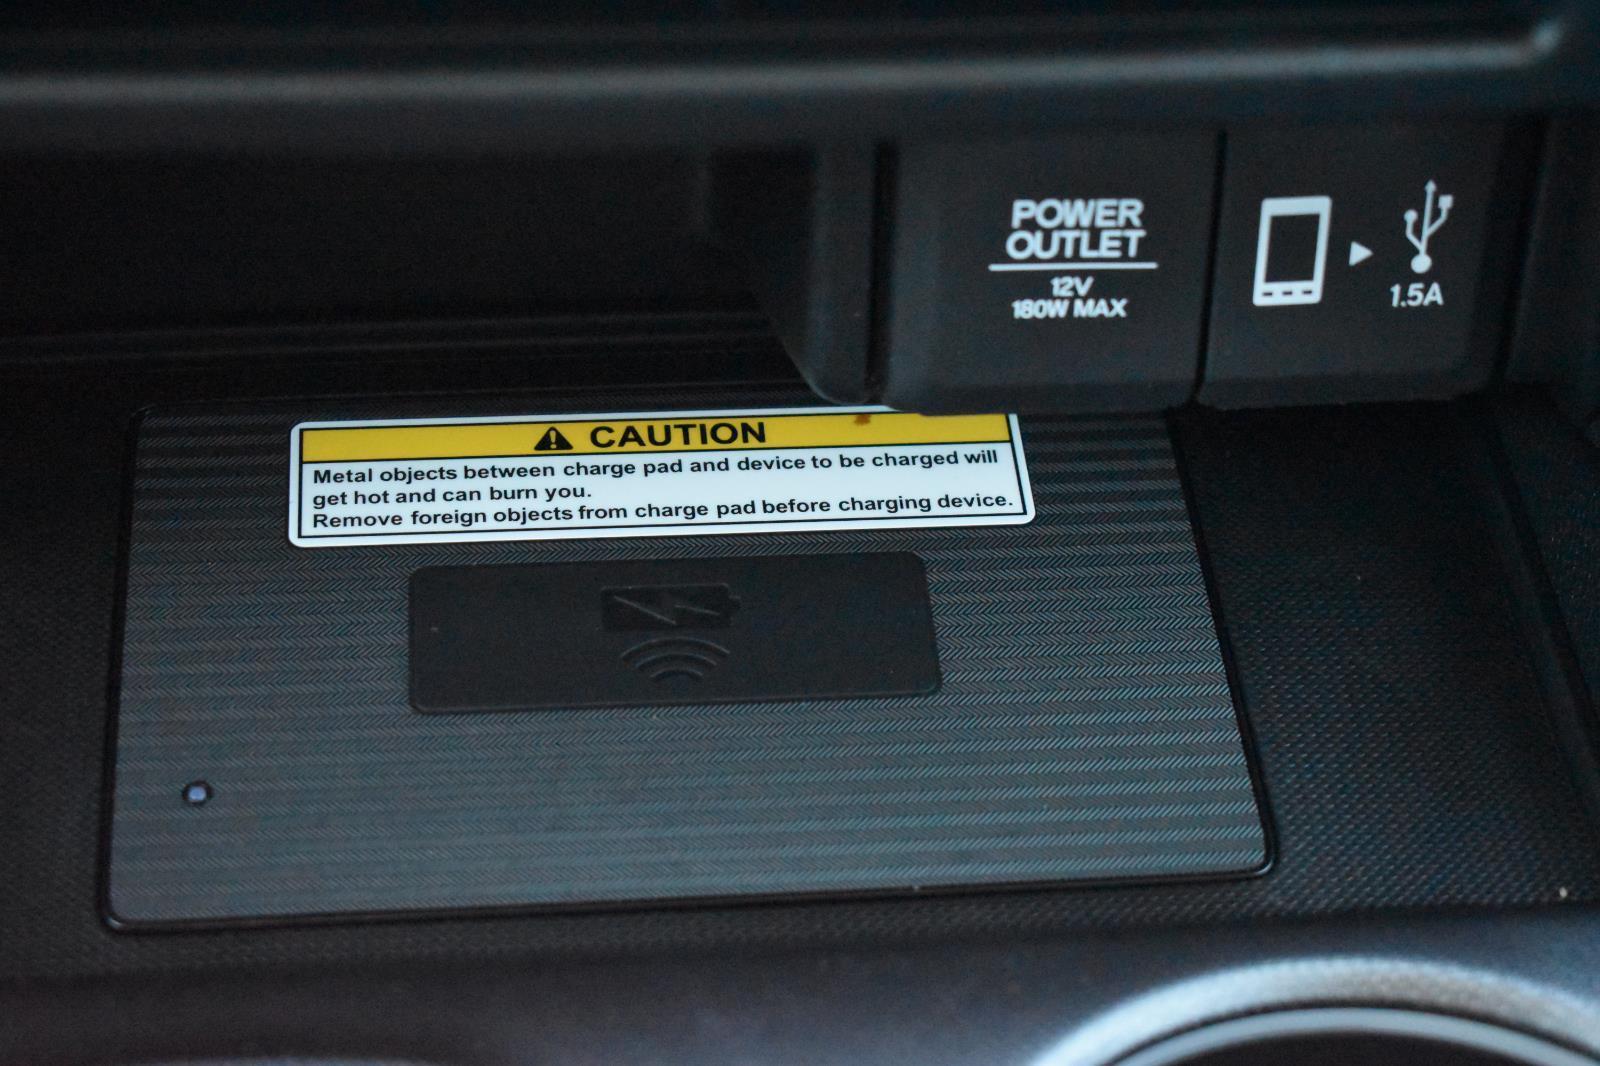 POWER
OUTLET
12V
180W MAX
1.5A
CAUTION
Metal objects between charge pad and device to be charged will
get hot and can burn you.
Remove foreign objects from charge pad before charging device.